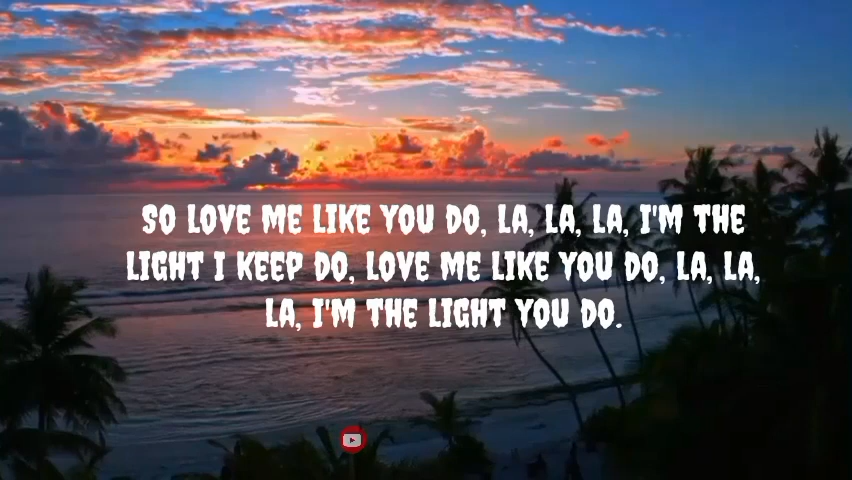 SO LOVE ME LIKE YOU DO, LA, LA, LA, I'M THE
LIGHT I KEEP DO, LOVE ME LIKE YOU DO, LA, LA,
LA, I'M THE LIGHT YOU DO.